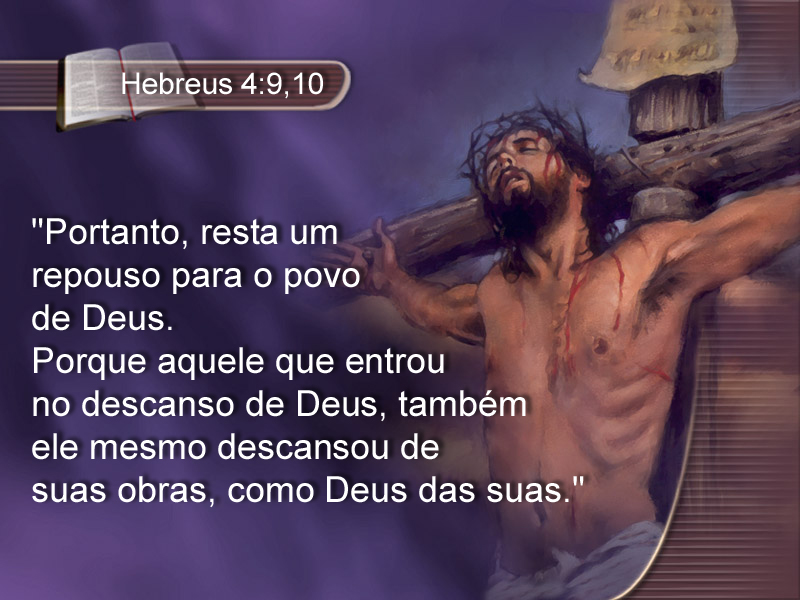 Hebreus 4:9,10
"Portanto, resta um
repouso para o povo
de Deus.
Porque aquele que entrou
no descanso de Deus, também
ele mesmo descansou de
suas obras, como Deus das suas."